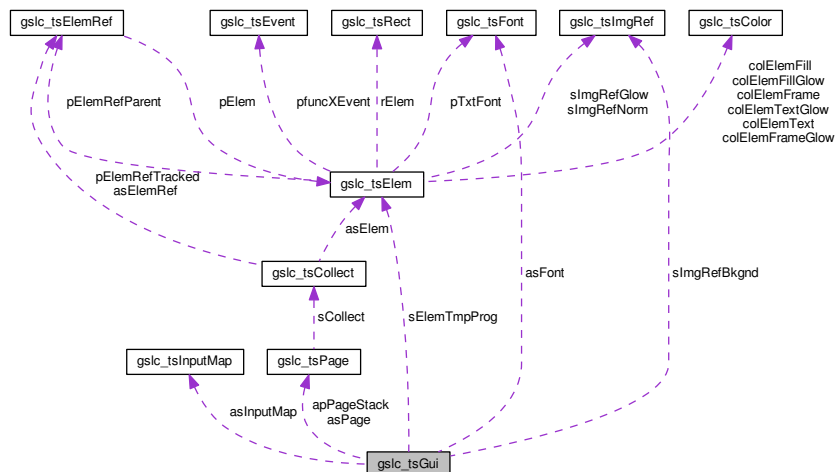 gslc_tsElemRef
gslc_tsEvent
gslc_tsRect
gslc_tsFont
gslc_tsImgRef
gslc_tsColor
pElemRefParent
pElem
pfuncXEvent
rElem
pTxtFont
sImgRefGlow
sImgRefNorm
colElemFill
colElemFillGlow
colElemFrame
colElemTextGlow
colElemText
colElemFrameGlow
pElemRefTracked
asElemRef
gslc_tsElem
asElem
gslc_tsCollect
asFont
sImgRefBkgnd
sCollect
sElemTmpProg
gslc_tsInputMap
gslc_tsPage
asInputMap
apPageStack
asPage
gslc_tsGui